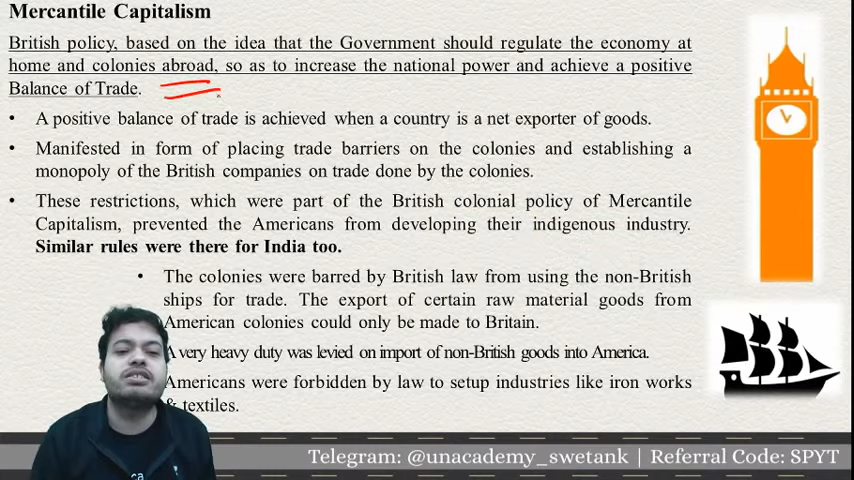 Mercantile Capitalism
British policy, based on the idea that the Government should regulate the economy at
home and colonies abroad, so as to increase the national power and achieve a positive
Balance of Trade.
• A positive balance of trade is achieved when a country is a net exporter of goods.
• Manifested in form of placing trade barriers on the colonies and establishing a
monopoly of the British companies on trade done by the colonies.
• These restrictions, which were part of the British colonial policy of Mercantile
Capitalism, prevented the Americans from developing their indigenous industry.
Similar rules were there for India too.
• The colonies were barred by British law from using the non-British
ships for trade. The export of certain raw material goods from
American colonies could only be made to Britain.
A very heavy duty was levied on import of non-British goods into America.
Americans were forbidden by law to setup industries like iron works
& textiles.
Telegram: @unacademy_swetank | Referral Code: SPYT